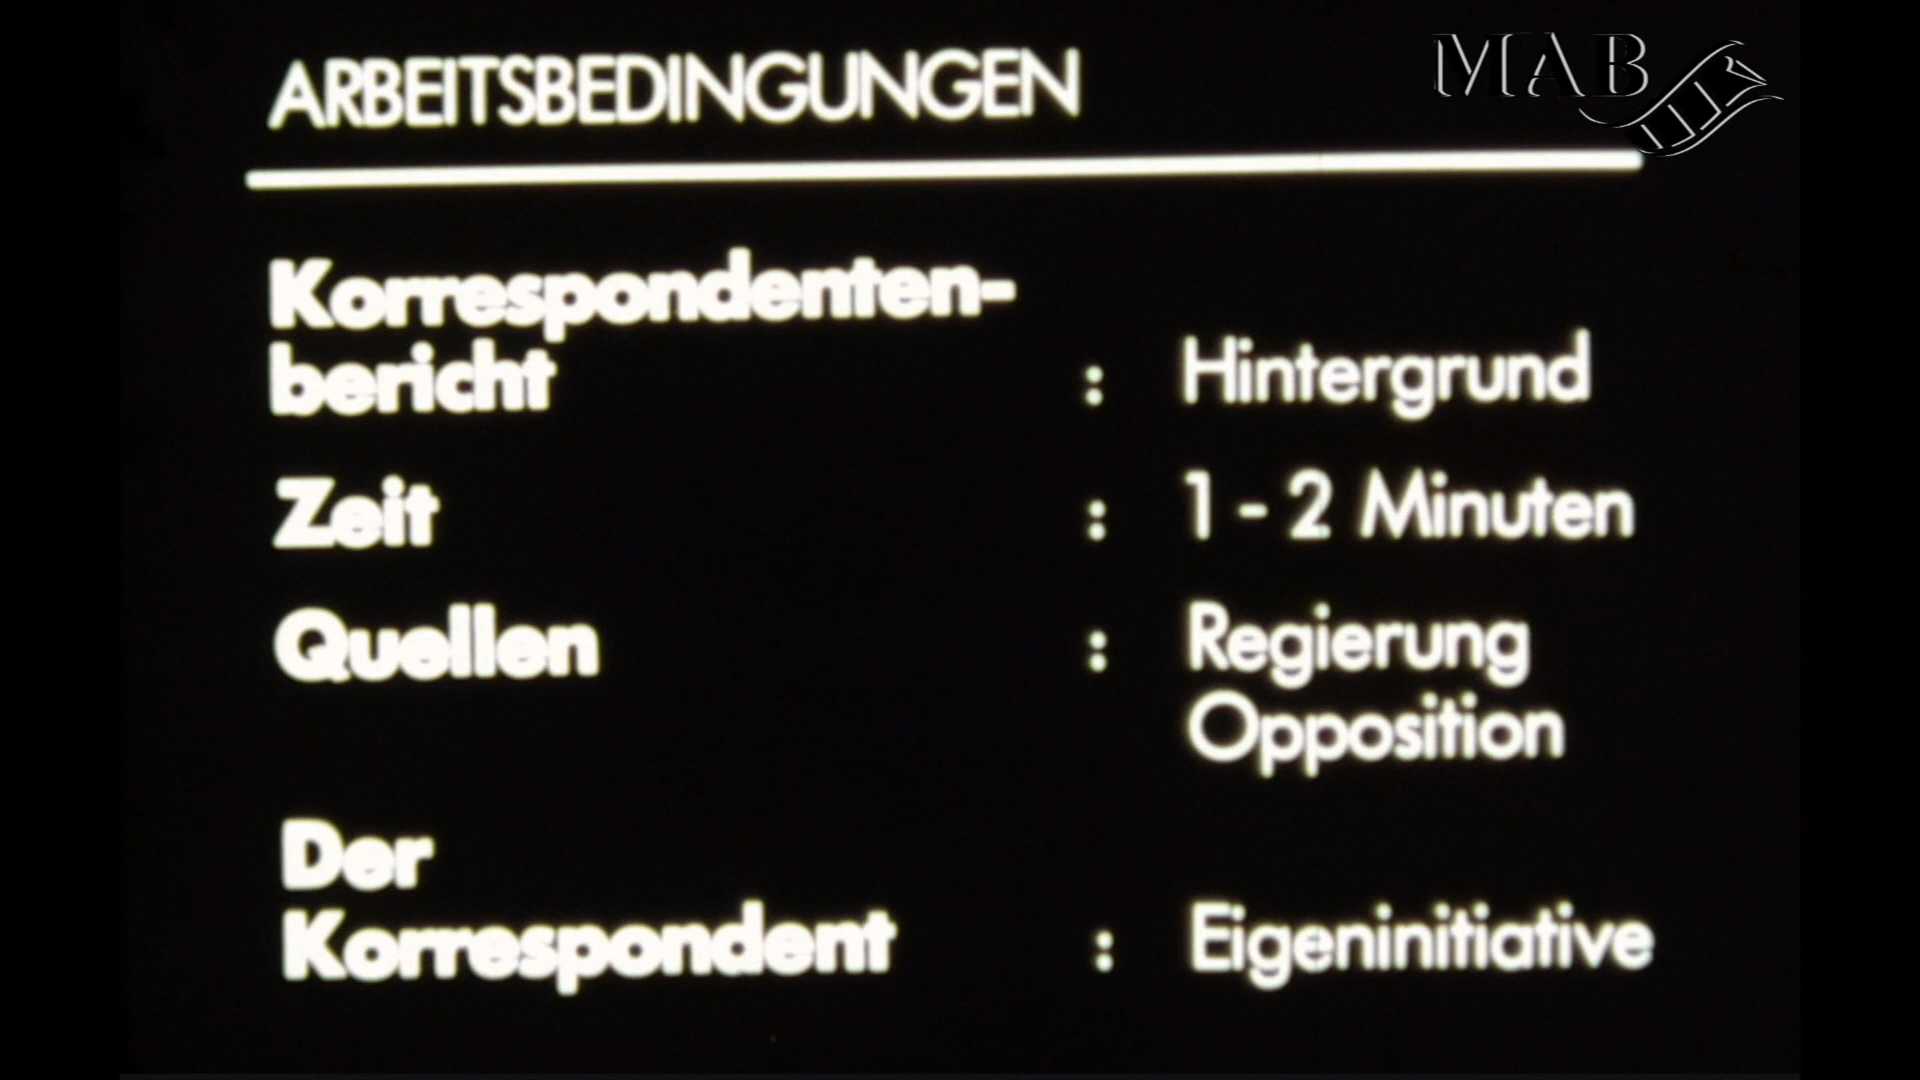 ARBEITSBEDINGUNGEN
MAB
Korrespondenten-
bericht : Hintergrund
Zeit : 1 - 2 Minuten
Quellen : Regierung
Opposition
Der
Korrespondent : Eigeninitiative